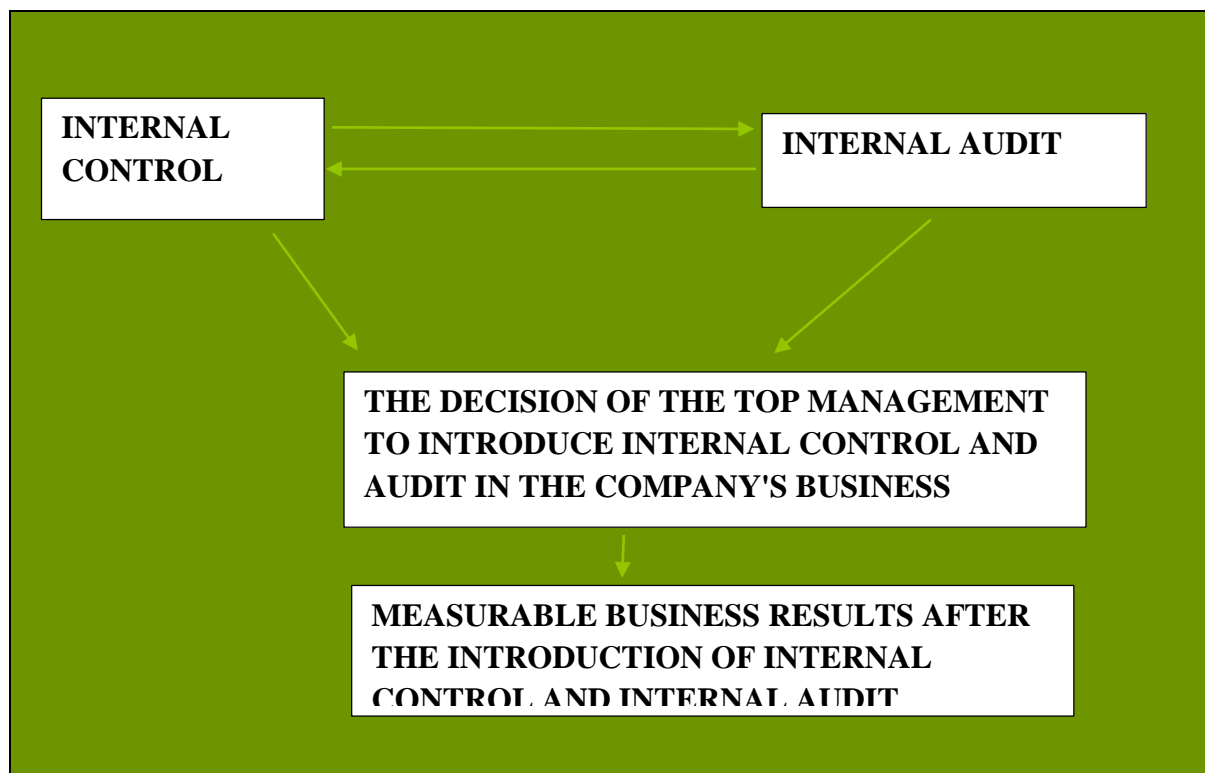 INTERNAL
CONTROL
INTERNAL AUDIT
THE DECISION OF THE TOP MANAGEMENT
TO INTRODUCE INTERNAL CONTROL AND
AUDIT IN THE COMPANY'S BUSINESS
MEASURABLE BUSINESS RESULTS AFTER
THE INTRODUCTION OF INTERNAL
CONTROL AND INTERNAL AUDIT